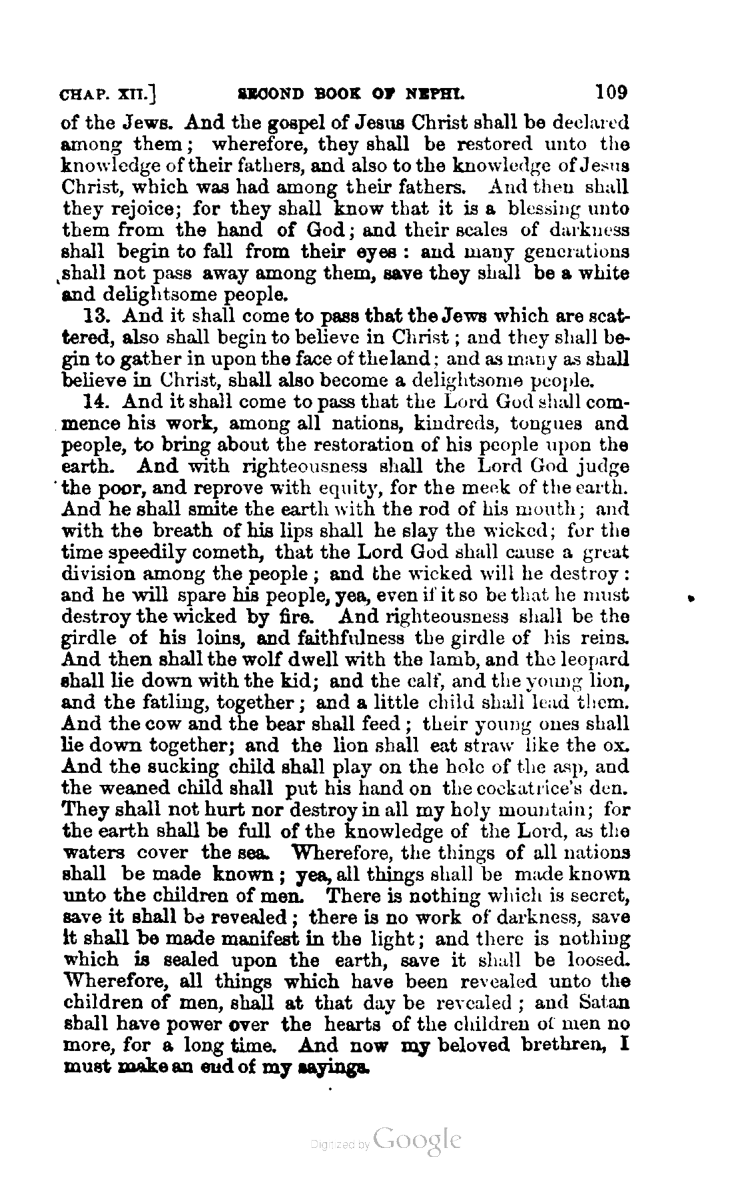 CHAP. XII.] SECOND BOOK OF NEPHI. 109
of the Jews. And the gospel of Jesus Christ shall be declared
among them; wherefore, they shall be restored unto the
knowledge of their fathers, and also to the knowledge of Jesus
Christ, which was had among their fathers. And then shall
they rejoice; for they shall know that it is a blessing unto
them from the hand of God; and their scales of darkness
shall begin to fall from their eyes: and many generations
shall not pass away among them, save they shall be a white
and delightsome people.
13. And it shall come to pass that the Jews which are scat-
tered, also shall begin to believe in Christ; and they shall be-
gin to gather in upon the face of the land; and as many as shall
believe in Christ, shall also become a delightsome people.
14. And it shall come to pass that the Lord God shall com-
mence his work, among all nations, kindreds, tongues and
people, to bring about the restoration of his people upon the
earth. And with righteousness shall the Lord God judge
the poor, and reprove with equity, for the meek of the earth.
And he shall smite the earth with the rod of his mouth; and
with the breath of his lips shall he slay the wicked; for the
time speedily cometh, that the Lord God shall cause a great
division among the people; and the wicked will he destroy:
and he will spare his people, yea, even if it so be that he must
destroy the wicked by fire. And righteousness shall be the
girdle of his loins, and faithfulness the girdle of his reins.
And then shall the wolf dwell with the lamb, and the leopard
shall lie down with the kid; and the calf, and the young lion,
and the fatling, together; and a little child shall lead them.
And the cow and the bear shall feed; their young ones shall
lie down together; and the lion shall eat straw like the ox.
And the sucking child shall play on the hole of the asp, and
the weaned child shall put his hand on the cockatrice's den.
They shall not hurt nor destroy in all my holy mountain; for
the earth shall be full of the knowledge of the Lord, as the
waters cover the sea. Wherefore, the things of all nations
shall be made known; yea, all things shall be made known
unto the children of men. There is nothing which is secret,
save it shall be revealed; there is no work of darkness, save
it shall be made manifest in the light; and there is nothing
which is sealed upon the earth, save it shall be loosed.
Wherefore, all things which have been revealed unto the
children of men, shall at that day be revealed; and Satan
shall have power over the hearts of the children of men no
more, for a long time. And now my beloved brethren, I
must make an end of my sayings.
Digitized by Google